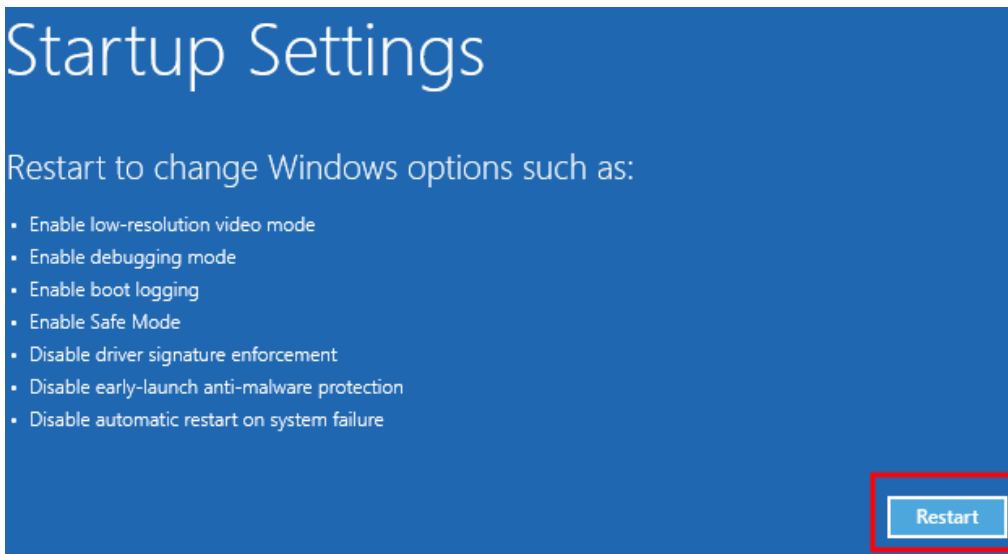 Startup Settings
Restart to change Windows options such as:
▪ Enable low-resolution video mode
▪ Enable debugging mode
▪ Enable boot logging
▪ Enable Safe Mode
▪ Disable driver signature enforcement
▪ Disable early-launch anti-malware protection
▪ Disable automatic restart on system failure
Restart